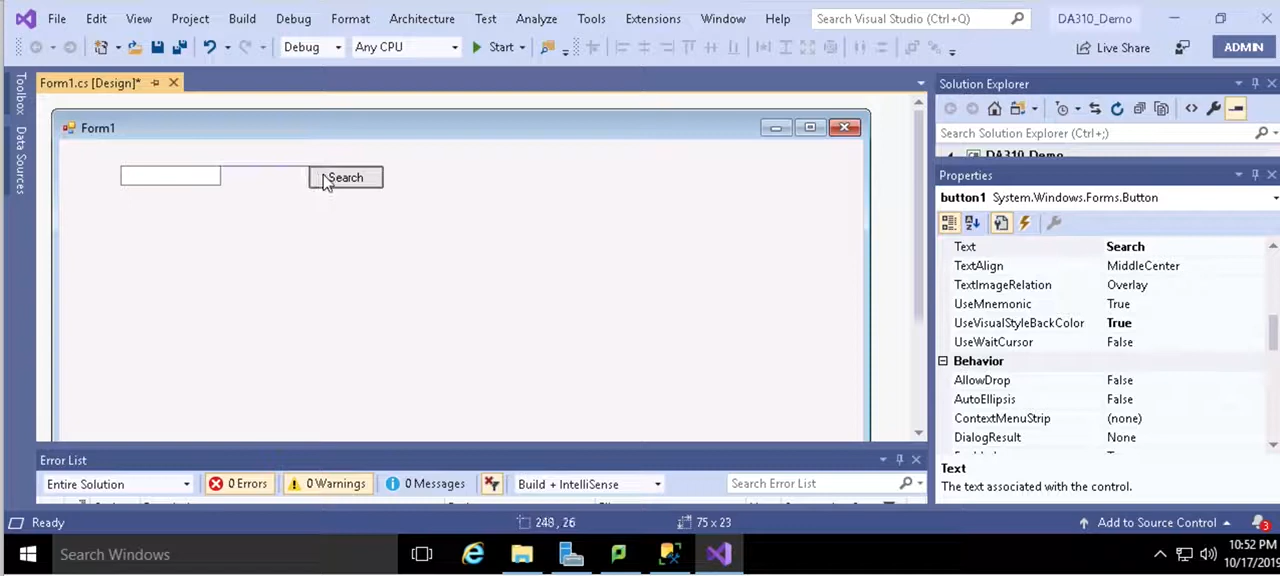 File Edit View Project Build Debug Format Architecture Test Analyze Tools Extensions Window Help Search Visual Studio (Ctrl+Q) DA310_Demo
Debug Any CPU Start Live Share ADMIN
Form1.cs [Design]* Solution Explorer
Toolbox
Data Sources
Search Solution Explorer (Ctrl+;)
DA310_Demo
Form1
Search
Properties
button1 System.Windows.Forms.Button
Text Search
TextAlign MiddleCenter
TextImageRelation Overlay
UseMnemonic True
UseVisualStyleBackColor True
UseWaitCursor False
Behavior
AllowDrop False
AutoEllipsis False
ContextMenuStrip (none)
DialogResult None
Text
The text associated with the control.
Error List
Entire Solution 0 Errors 0 Warnings 0 Messages Build + IntelliSense Search Error List
Ready 248, 26 75 x 23 Add to Source Control 3
Search Windows 10:52 PM